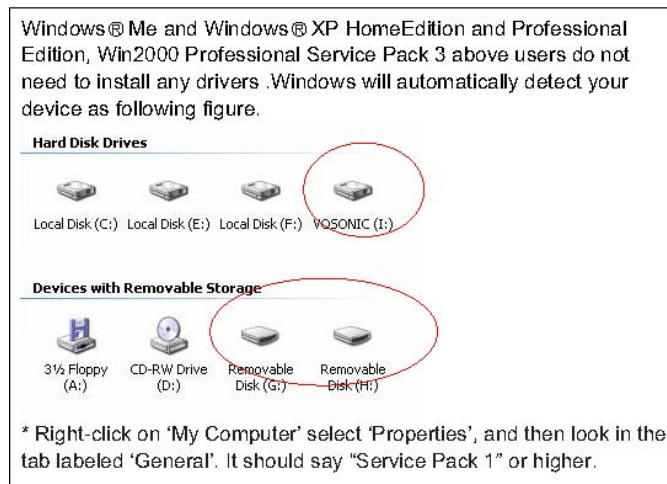 Windows® Me and Windows® XP HomeEdition and Professional
Edition, Win2000 Professional Service Pack 3 above users do not
need to install any drivers .Windows will automatically detect your
device as following figure.
Hard Disk Drives
Local Disk (C:) Local Disk (E:) Local Disk (F:) VOSONIC (I:)
Devices with Removable Storage
3½ Floppy CD-RW Drive Removable Removable
(A:) (D:) Disk (G:) Disk (H:)
* Right-click on ‘My Computer’ select ‘Properties’, and then look in the
tab labeled ‘General’. It should say “Service Pack 1” or higher.